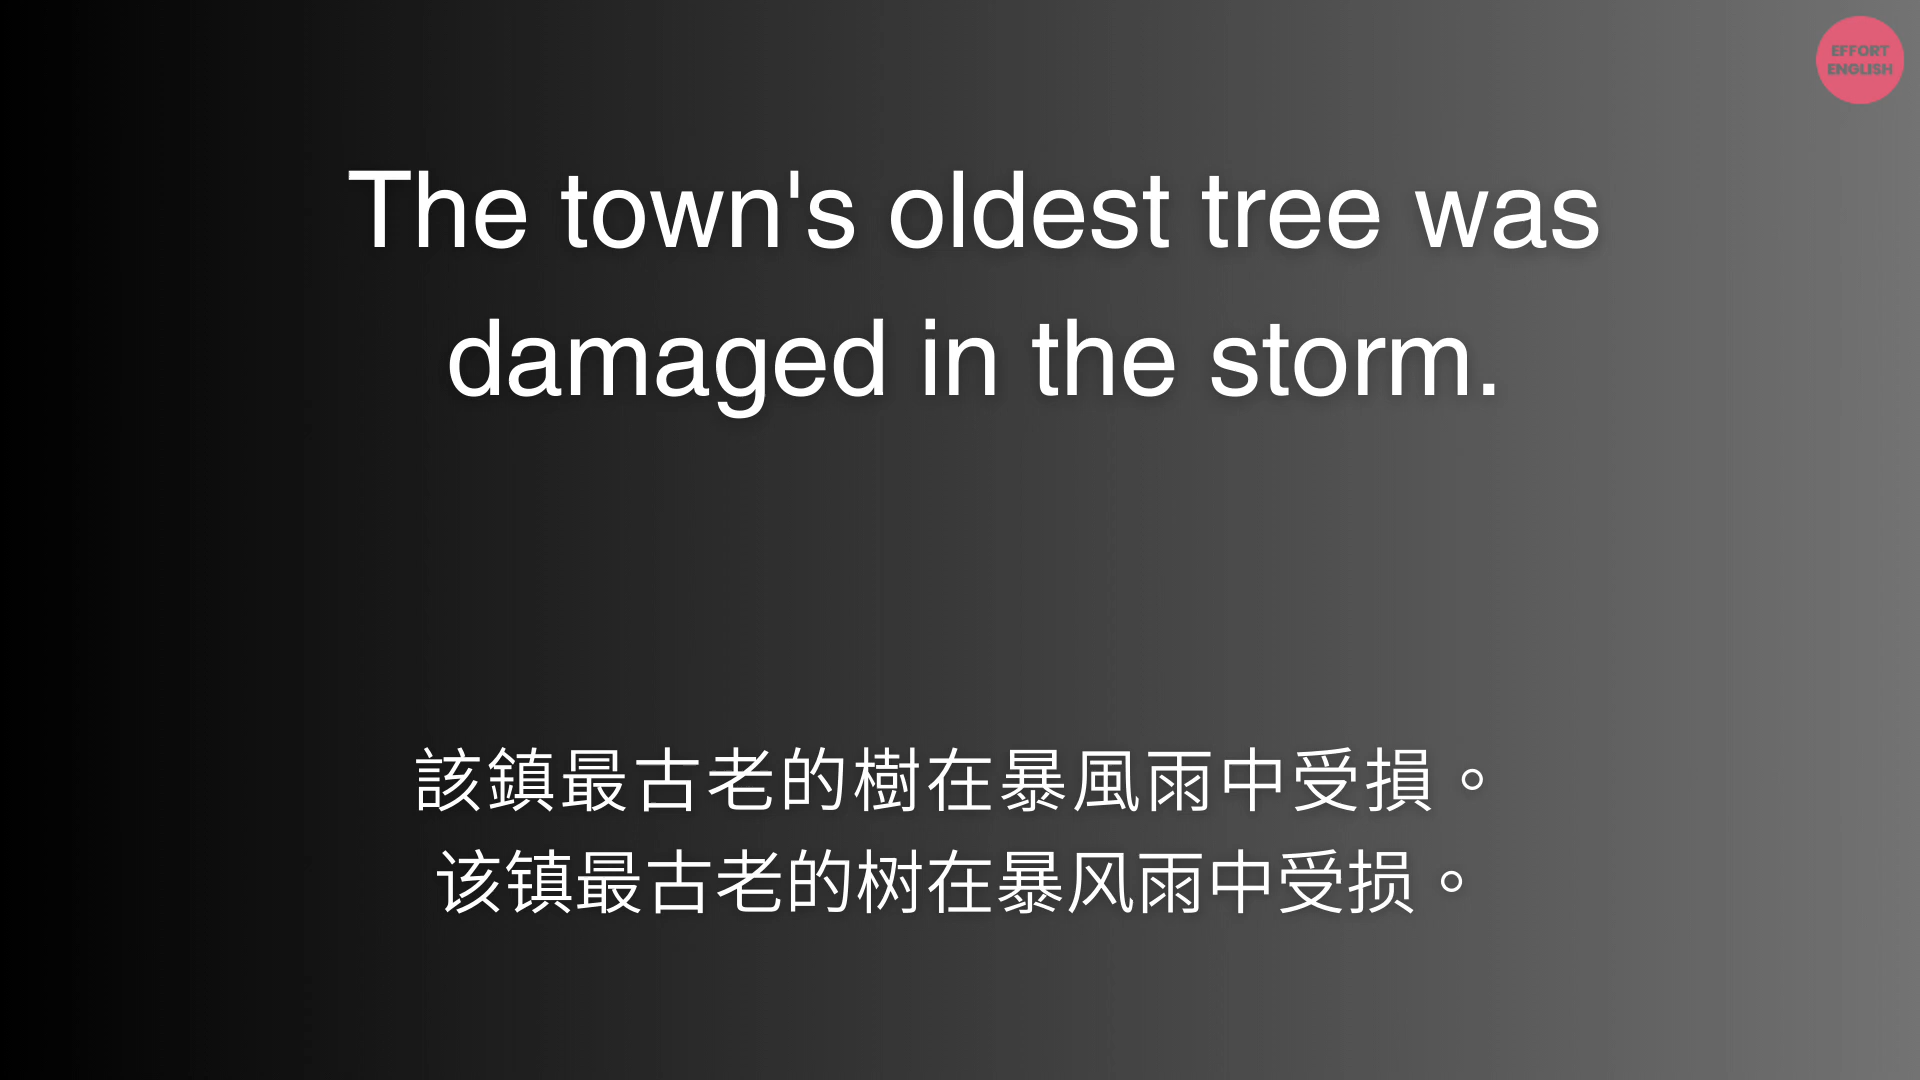 EFFORT
ENGLISH
The town's oldest tree was
damaged in the storm.
該鎮最古老的樹在暴風雨中受損。
该镇最古老的树在暴风雨中受损。